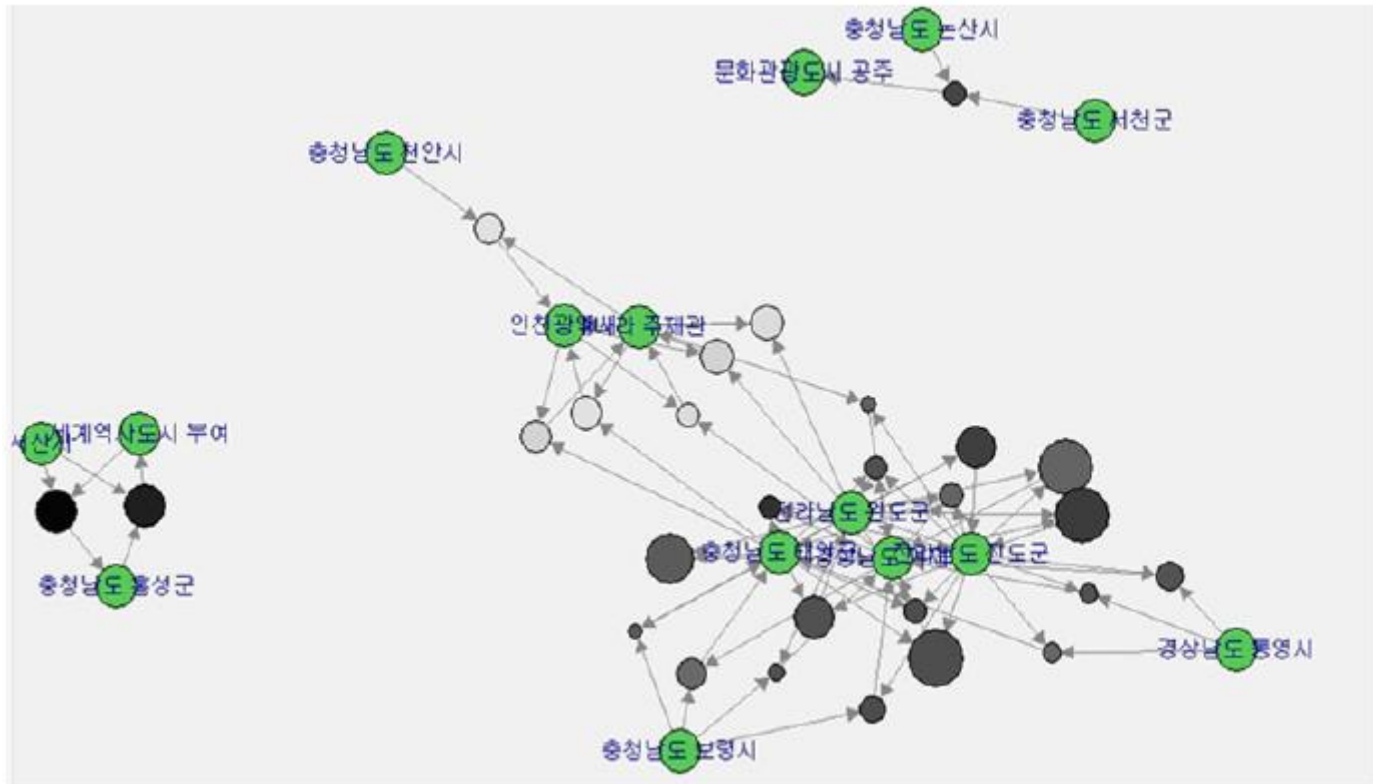 충청남도 논산시
문화관광도시 공주
충청남도 서천군
충청남도 천안시
인천광역
주제관
세계역사도시 부여
서산시
전라남도 완도군
충청남도 태안군
진도군
충청남도 홍성군
경상남도 통영시
충청남도 보령시